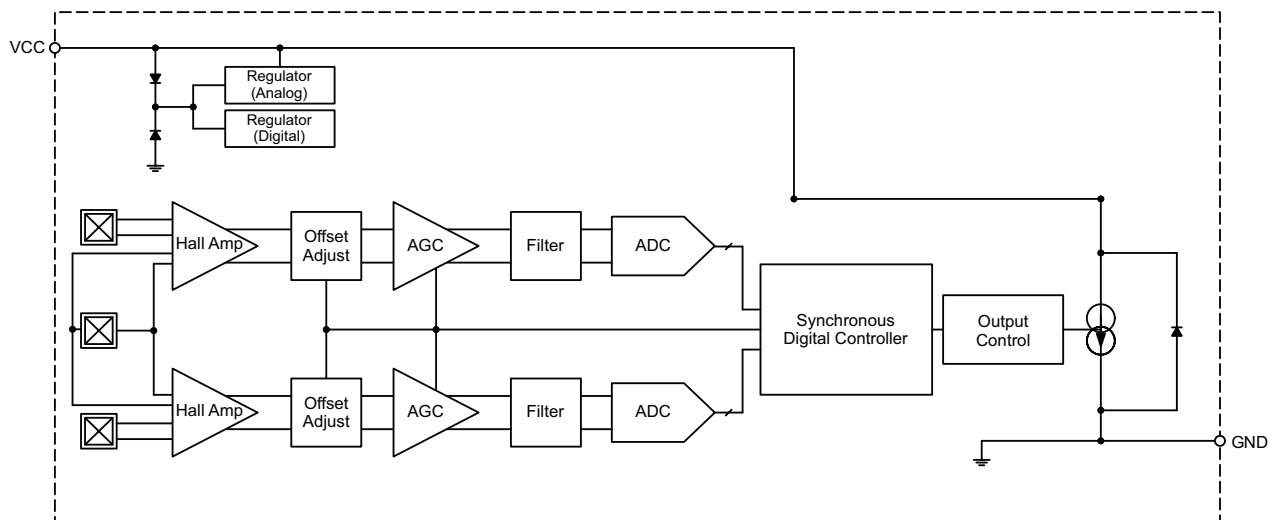 VCC
Regulator
(Analog)
Regulator
(Digital)
Hall Amp
Offset
Adjust
AGC
Filter
ADC
Synchronous
Digital Controller
Output
Control
Hall Amp
Offset
Adjust
AGC
Filter
ADC
GND